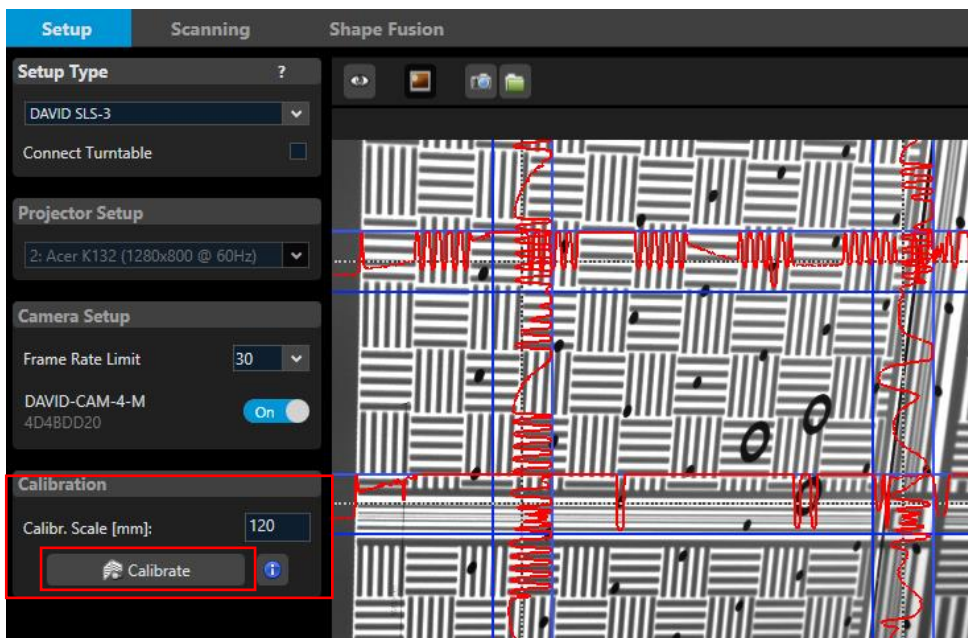 Setup Scanning Shape Fusion
Setup Type ?
DAVID SLS-3
Connect Turntable
Projector Setup
2: Acer K132 (1280x800 @ 60Hz)
Camera Setup
Frame Rate Limit 30
DAVID-CAM-4-M On
4D4BDD20
Calibration
Calibr. Scale [mm]: 120
Calibrate i